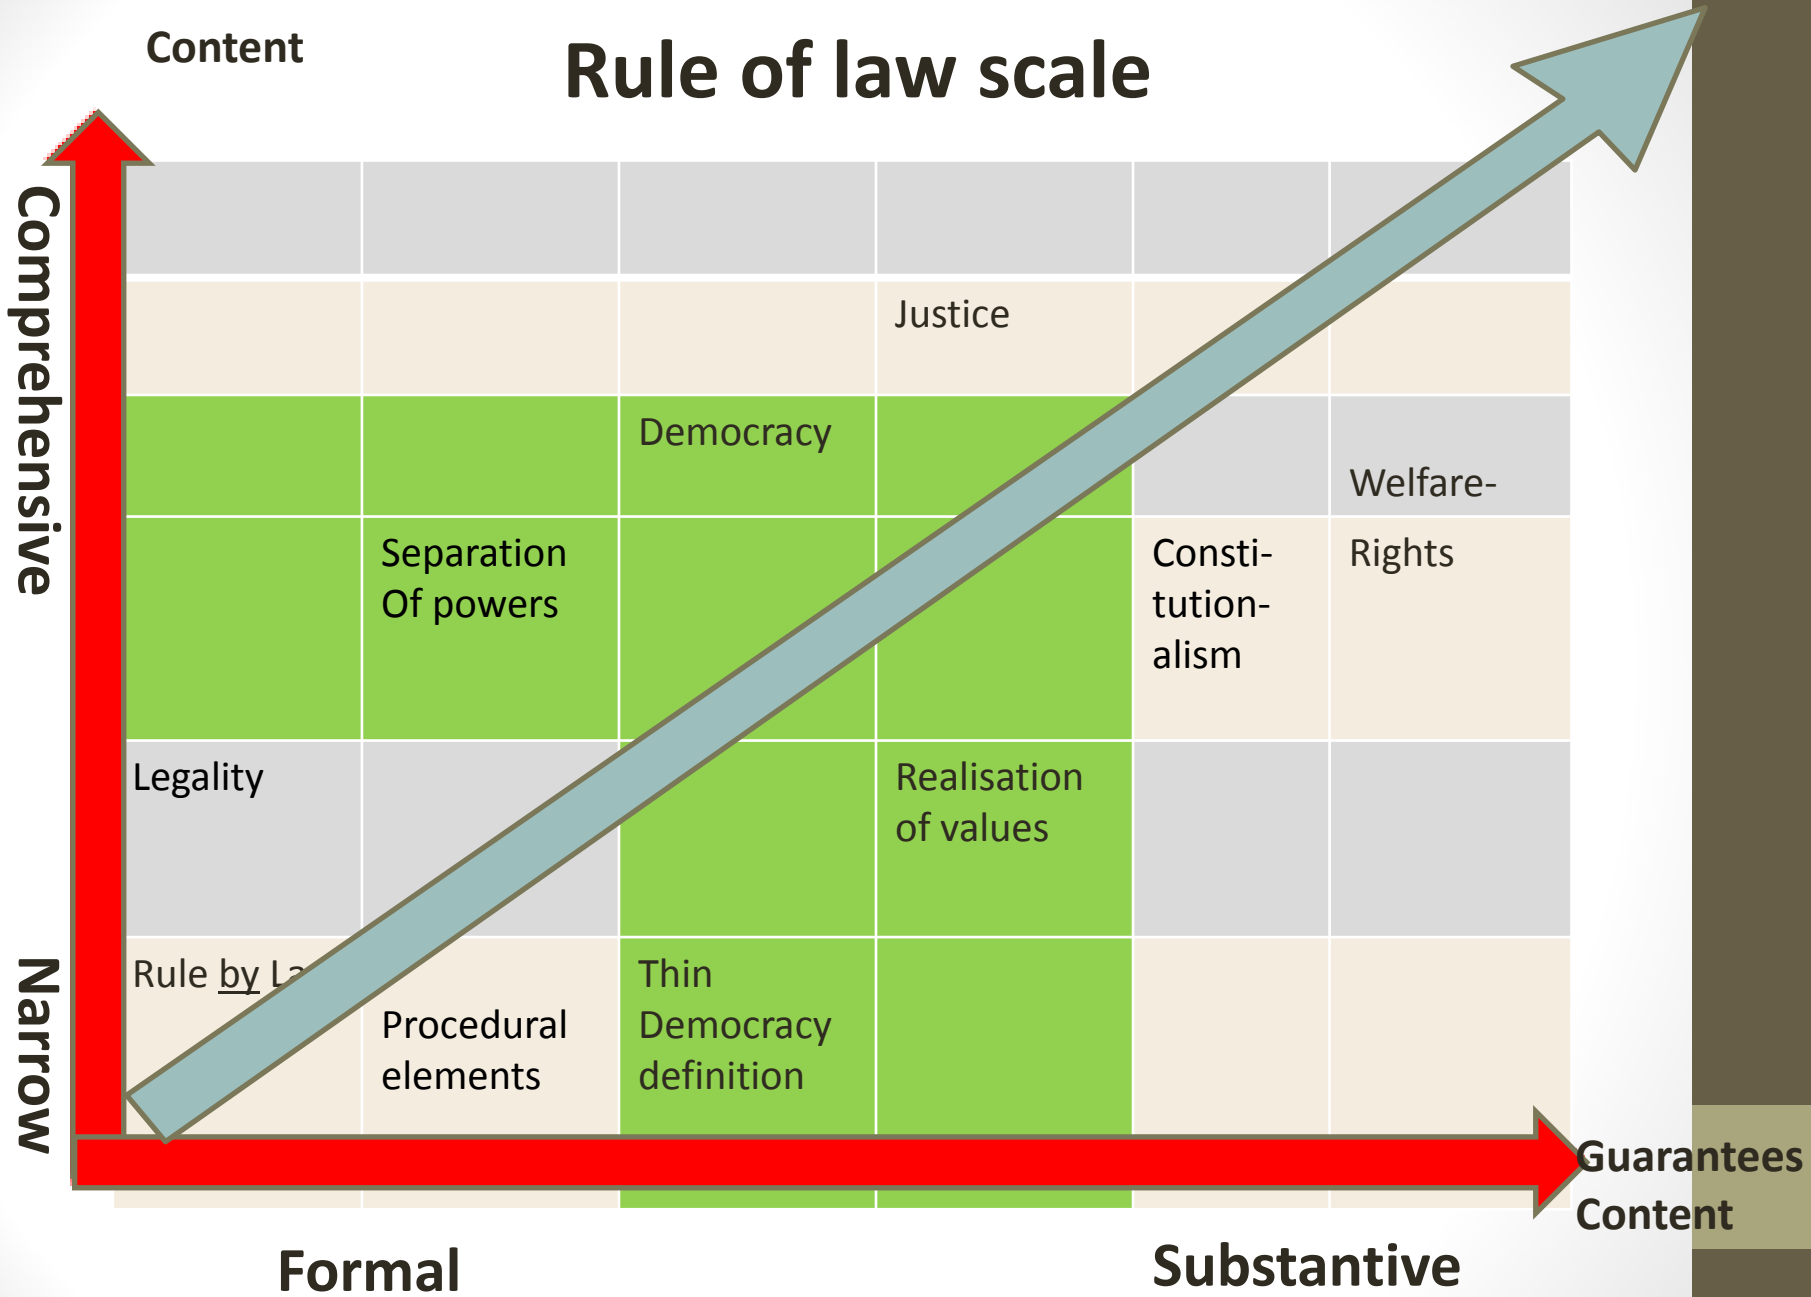 Content
Rule of law scale
Comprehensive
Narrow
Justice
Democracy
Welfare-
Separation
Of powers
Consti-
tution-
alism
Rights
Legality
Realisation
of values
Rule by
Procedural
elements
Thin
Democracy
definition
Guarantees
Content
Formal
Substantive